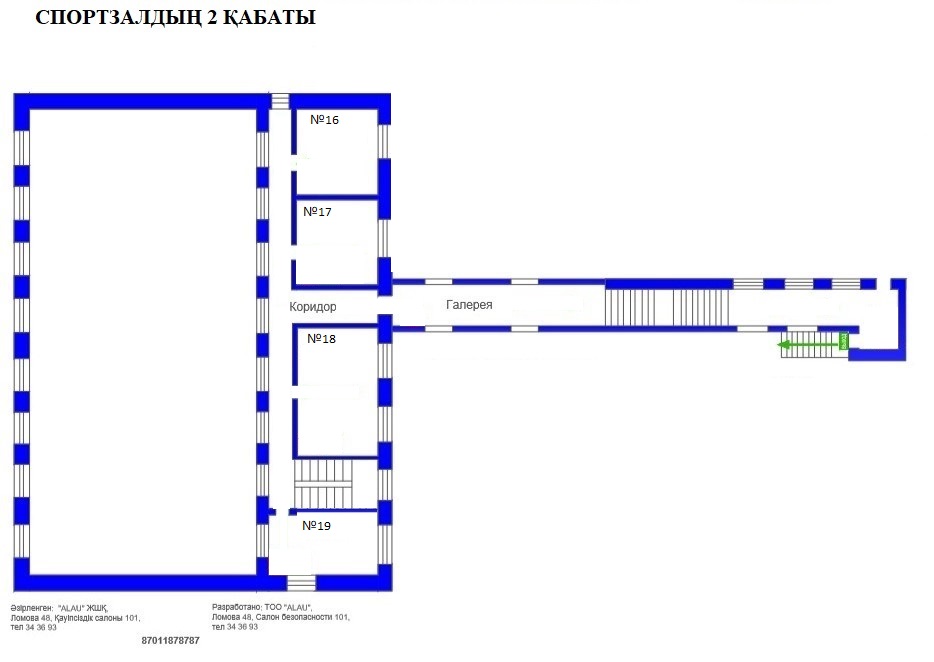 СПОРТЗАЛДЫҢ 2 ҚАБАТЫ
№16
№17
Коридор
Галерея
№18
№19
Әзірленген: "ALAU" ЖШҚ,
Ломова 48, Қауіпсіздік салоны 101,
тел 34 36 93
Разработано: ТОО "ALAU",
Ломова 48, Салон безопасности 101,
тел 34 36 93
87011878787